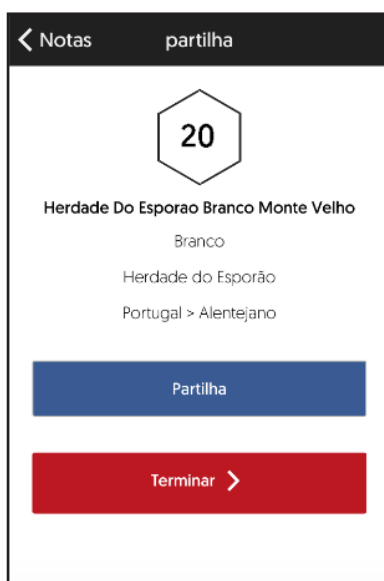 Notas partilha
20
Herdade Do Esporao Branco Monte Velho
Branco
Herdade do Esporão
Portugal > Alentejano
Partilha
Terminar